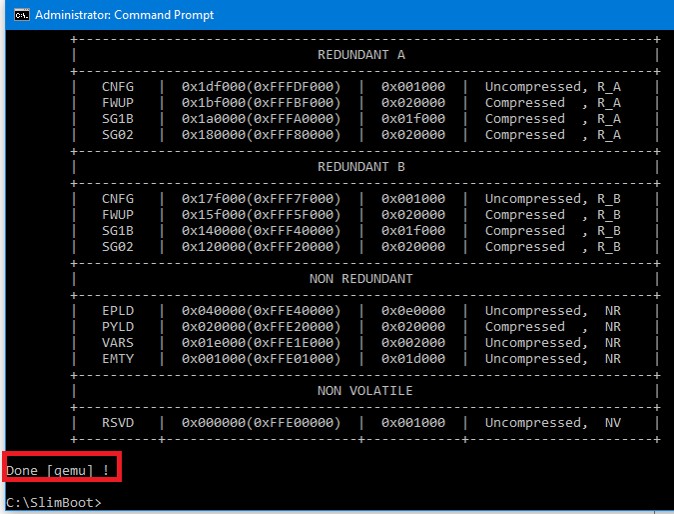 Administrator: Command Prompt
+-----------------------------------------------------------------------+
| REDUNDANT A |
+-----------------------------------------------------------------------+
| CNFG | 0x1df000(0xFFFDF000) | 0x001000 | Uncompressed, R_A |
| FWUP | 0x1bf000(0xFFFBF000) | 0x020000 | Compressed , R_A |
| SG1B | 0x1a0000(0xFFFA0000) | 0x01f000 | Compressed , R_A |
| SG02 | 0x180000(0xFFF80000) | 0x020000 | Compressed , R_A |
+-----------------------------------------------------------------------+
| REDUNDANT B |
+-----------------------------------------------------------------------+
| CNFG | 0x17f000(0xFFF7F000) | 0x001000 | Uncompressed, R_B |
| FWUP | 0x15f000(0xFFF5F000) | 0x020000 | Compressed , R_B |
| SG1B | 0x140000(0xFFF40000) | 0x01f000 | Compressed , R_B |
| SG02 | 0x120000(0xFFF20000) | 0x020000 | Compressed , R_B |
+-----------------------------------------------------------------------+
| NON REDUNDANT |
+-----------------------------------------------------------------------+
| EPLD | 0x040000(0xFFE40000) | 0x0e0000 | Uncompressed, NR |
| PYLD | 0x020000(0xFFE20000) | 0x020000 | Compressed , NR |
| VARS | 0x01e000(0xFFE1E000) | 0x002000 | Uncompressed, NR |
| EMTY | 0x001000(0xFFE01000) | 0x01d000 | Uncompressed, NR |
+-----------------------------------------------------------------------+
| NON VOLATILE |
+-----------------------------------------------------------------------+
| RSVD | 0x000000(0xFFE00000) | 0x001000 | Uncompressed, NV |
+----------+------------------------+------------+-----------------------+
Done [qemu] !
C:\SlimBoot>